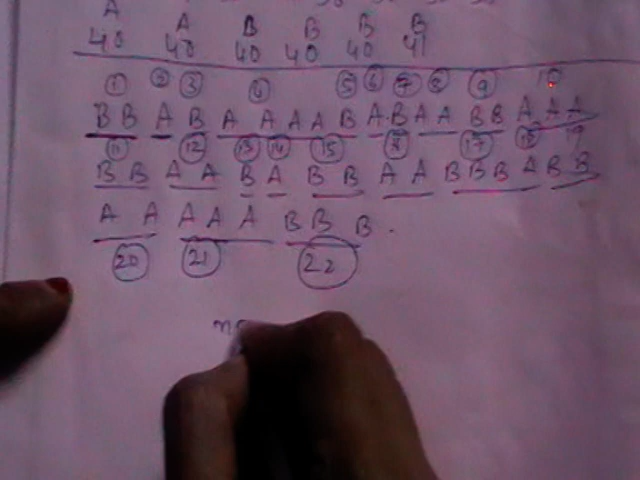 A A B B B B
40 40 40 40 40 41
1 2 3 4 5 6 7 8 9 10
B B A B A A A A B A B A A B B A A A
11 12 13 14 15 16 17 18 19
B B A A B A B B A A B B B A B B
A A A A A B B B.
20 21 22